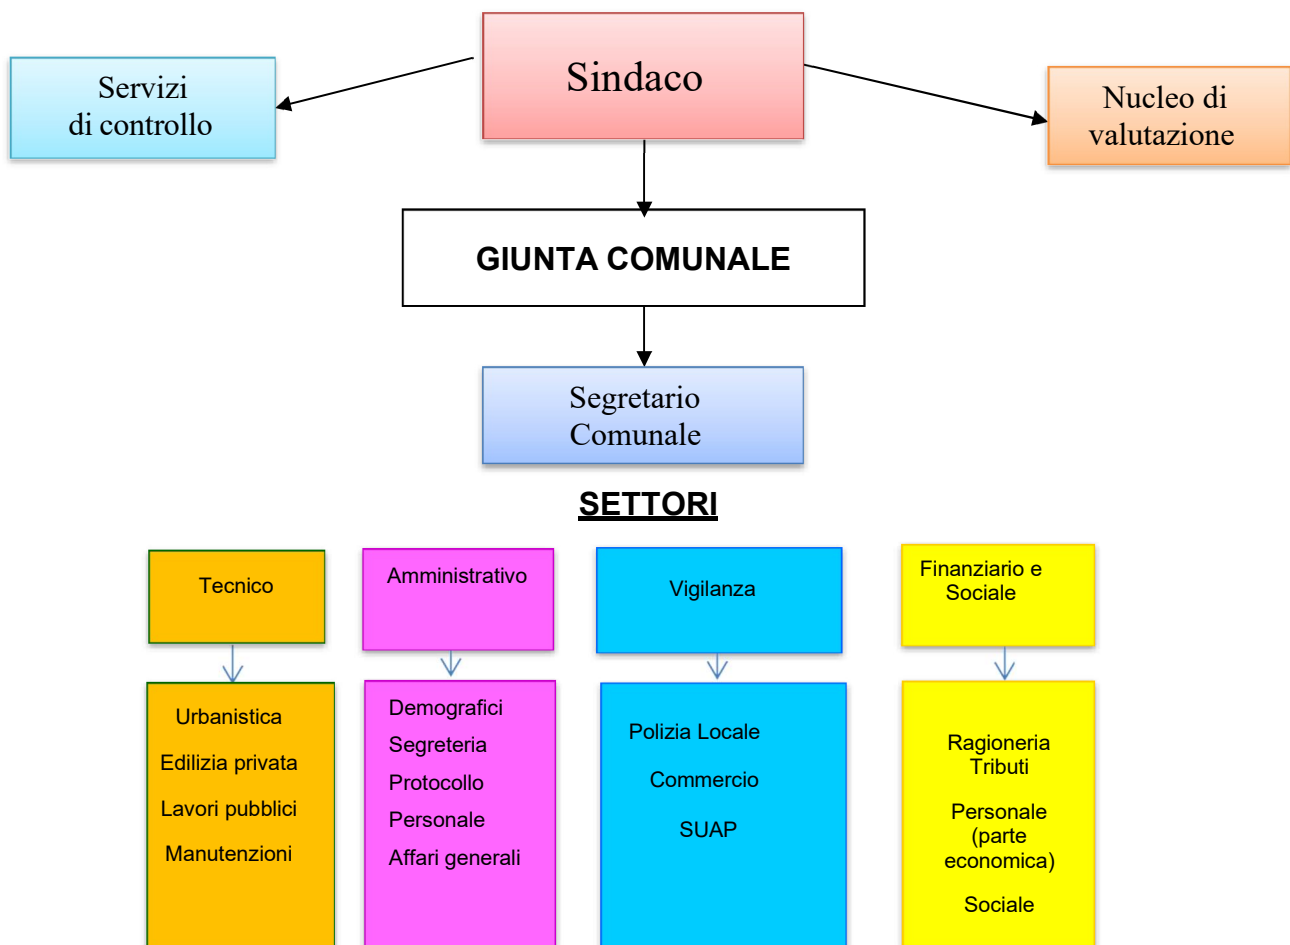 Sindaco
Servizi
di controllo
Nucleo di
valutazione
GIUNTA COMUNALE
Segretario
Comunale
SETTORI
Tecnico
Amministrativo
Vigilanza
Finanziario e
Sociale
Urbanistica
Edilizia privata
Lavori pubblici
Manutenzioni
Demografici
Segreteria
Protocollo
Personale
Affari generali
Polizia Locale
Commercio
SUAP
Ragioneria
Tributi
Personale
(parte
economica)
Sociale